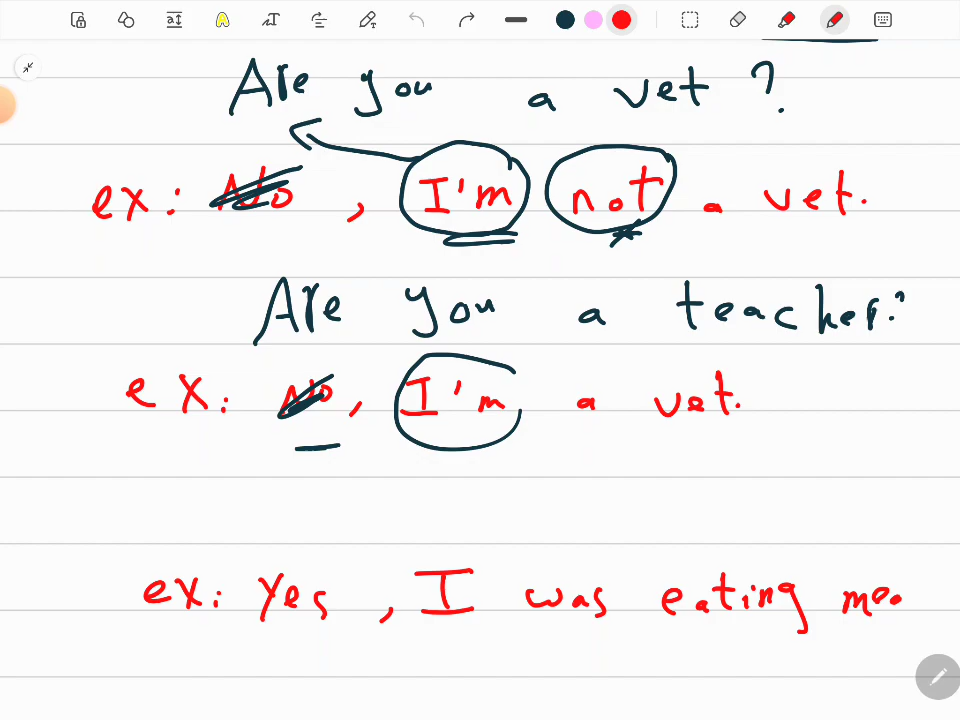 Are you a vet?
ex: No, I'm not a vet.
Are you a teacher?
ex: No, I'm a vet.
ex: Yes, I was eating